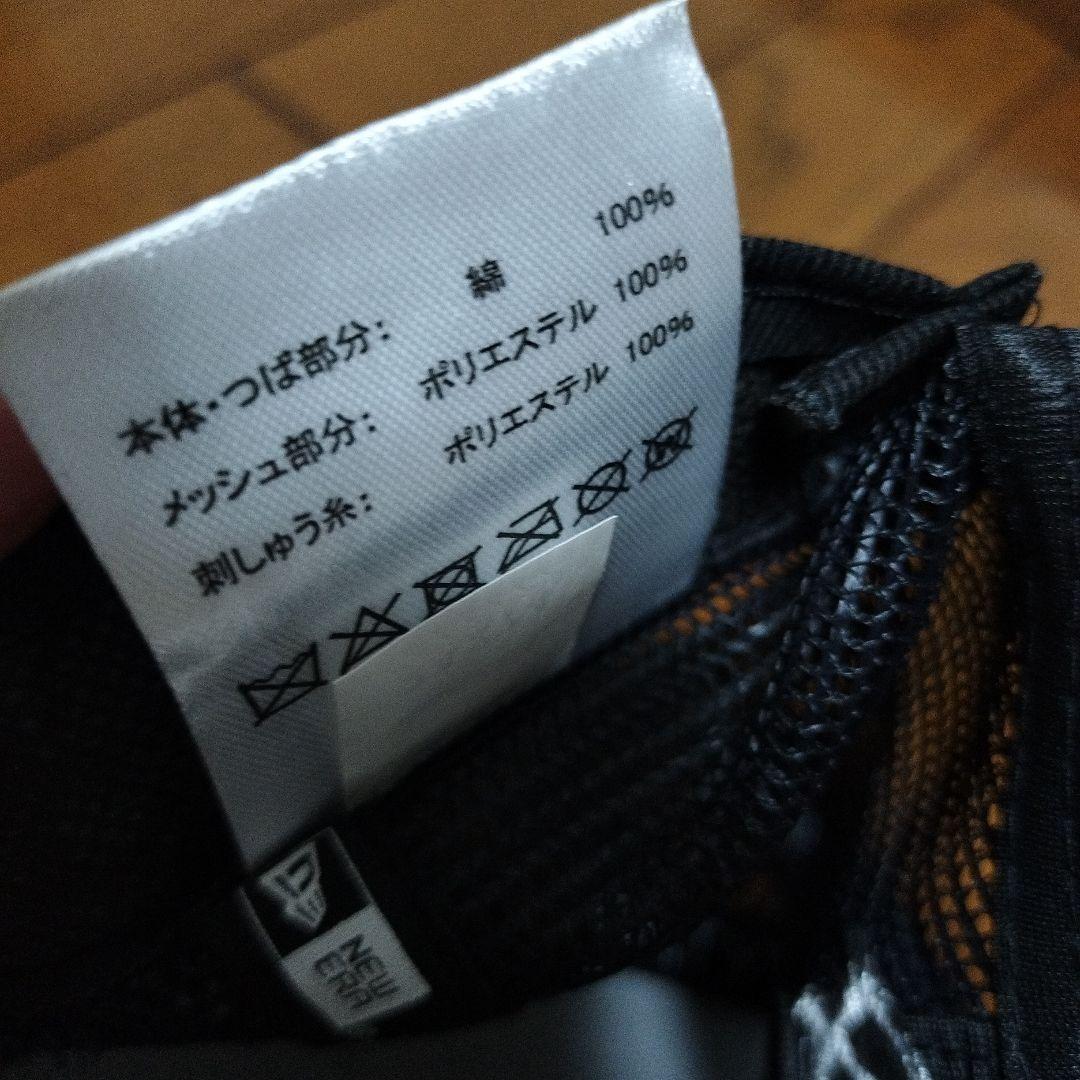 本体・つば部分: 綿 100%
メッシュ部分: ポリエステル 100%
刺しゅう糸: ポリエステル 100%
NEW
ERA